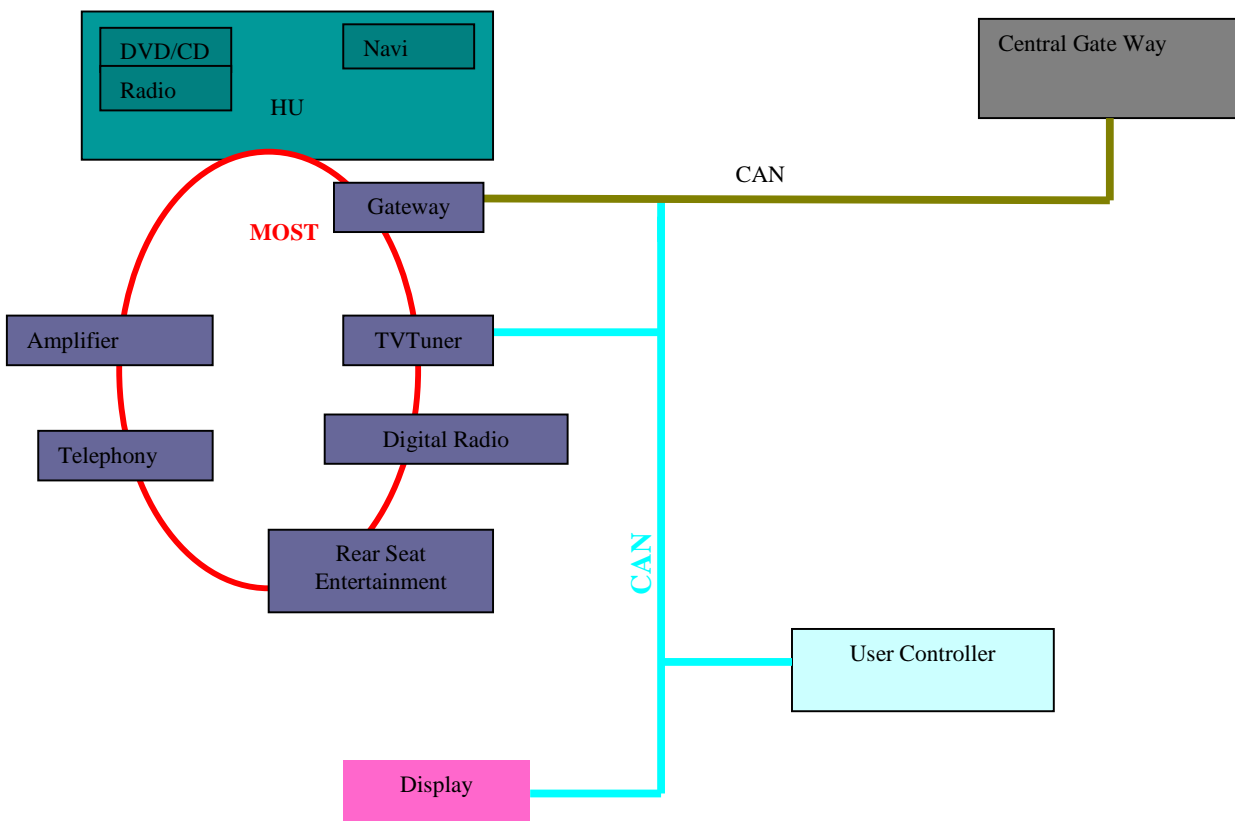 DVD/CD
Navi
Radio
HU
Central Gate Way
CAN
Gateway
MOST
Amplifier
TVTuner
Digital Radio
Telephony
Rear Seat
Entertainment
CAN
User Controller
Display